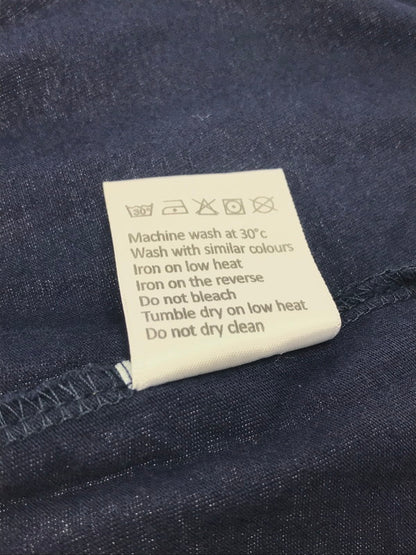 30°
Machine wash at 30°c
Wash with similar colours
Iron on low heat
Iron on the reverse
Do not bleach
Tumble dry on low heat
Do not dry clean